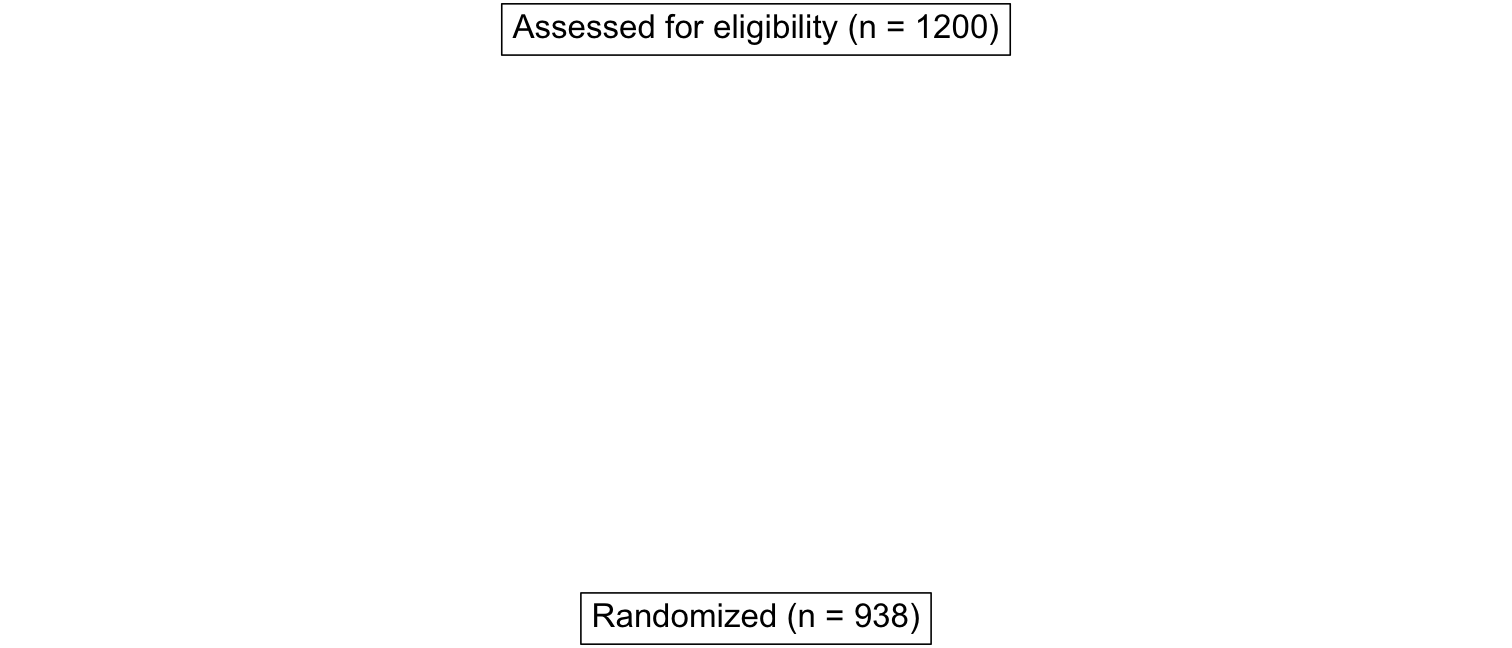 Assessed for eligibility (n = 1200)
Randomized (n = 938)